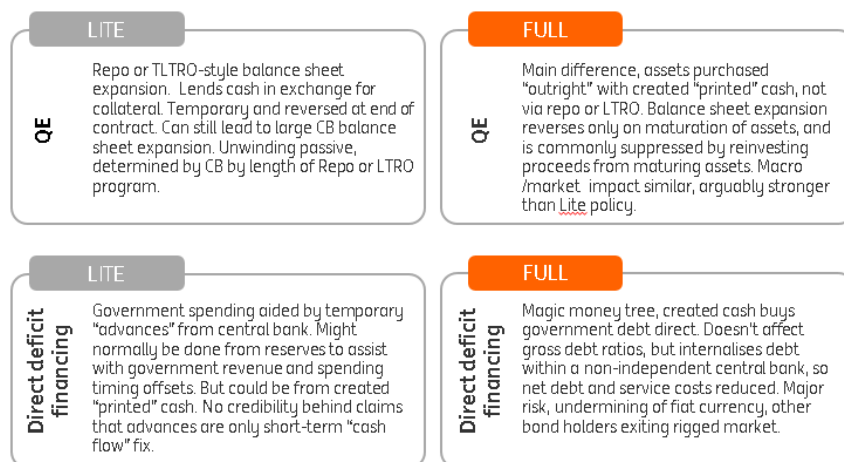 LITE
QE
Repo or TLTRO-style balance sheet
expansion. Lends cash in exchange for
collateral. Temporary and reversed at end of
contract. Can still lead to large CB balance
sheet expansion. Unwinding passive,
determined by CB by length of Repo or LTRO
program.
FULL
QE
Main difference, assets purchased
“outright” with created “printed” cash, not
via repo or LTRO. Balance sheet expansion
reverses only on maturation of assets, and
is commonly suppressed by reinvesting
proceeds from maturing assets. Macro
/market impact similar, arguably stronger
than Lite policy.
LITE
Direct deficit
financing
Government spending aided by temporary
“advances” from central bank. Might
normally be done from reserves to assist
with government revenue and spending
timing offsets. But could be from created
“printed” cash. No credibility behind claims
that advances are only short-term “cash
flow” fix.
FULL
Direct deficit
financing
Magic money tree, created cash buys
government debt direct. Doesn't affect
gross debt ratios, but internalises debt
within a non-independent central bank, so
net debt and service costs reduced. Major
risk, undermining of fiat currency, other
bond holders exiting rigged market.